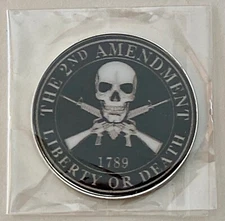 THE 2ND AMENDMENT
1789
LIBERTY OR DEATH